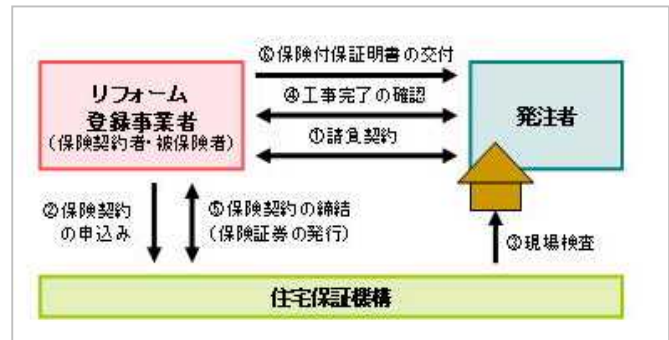 ⑥保険付保証明書の交付
リフォーム
登録事業者
(保険契約者・被保険者)
④工事完了の確認
①請負契約
発注者
②保険契約
の申込み
⑤保険契約の締結
(保険証券の発行)
③現場検査
住宅保証機構